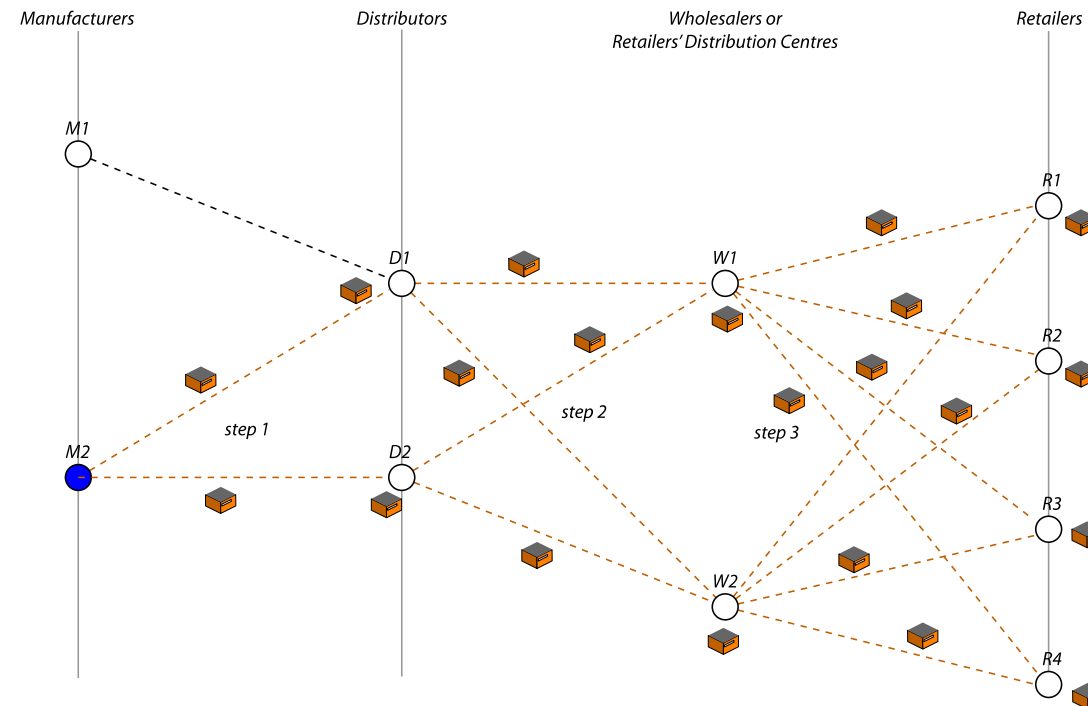 Manufacturers
Distributors
Wholesalers or
Retailers' Distribution Centres
Retailers
M1
R1
D1
W1
R2
step 2
step 1
step 3
M2
D2
R3
W2
R4